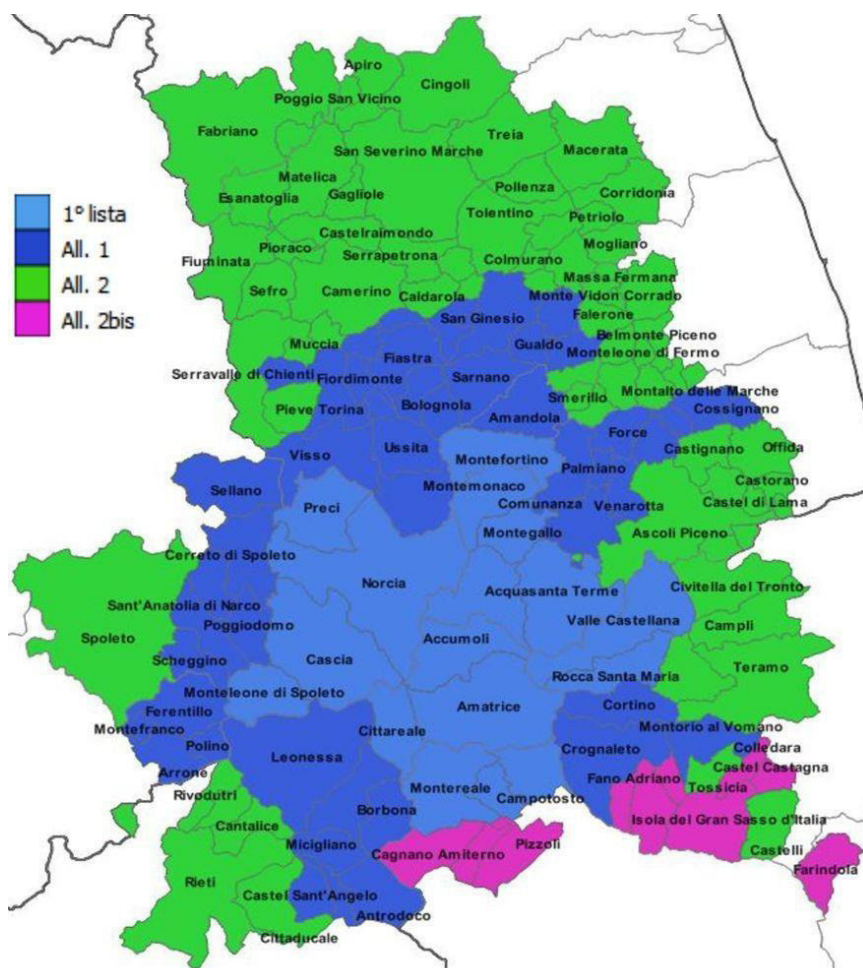 Apiro
Cingoli
Poggio San Vicino
Fabriano
Treia
San Severino Marche
Macerata
Matelica
Pollenza
Esanatoglia
Gagliole
Corridonia
1° lista
All. 1
All. 2
All. 2bis
Tolentino
Petriolo
Castelraimondo
Mogliano
Pioraco
Serrapetrona
Colmurano
Fiuminata
Massa Fermana
Sefro
Camerino
Caldarola
Monte Vidon Corrado
San Ginesio
Falerone
Belmonte Piceno
Muccia
Gualdo
Monteleone di Fermo
Fiastra
Serravalle di Chienti
Fiordimonte
Sarnano
Montalto delle Marche
Pieve Torina
Bolognola
Smerillo
Cossignano
Amandola
Force
Visso
Ussita
Castignano
Offida
Montefortino
Palmiano
Sellano
Montemonaco
Castorano
Preci
Comunanza
Venarotta
Castel di Lama
Montegallo
Ascoli Piceno
Cerreto di Spoleto
Norcia
Acquasanta Terme
Civitella del Tronto
Sant'Anatolia di Narco
Poggiodomo
Valle Castellana
Campli
Spoleto
Accumoli
Scheggino
Cascia
Teramo
Rocca Santa Maria
Monteleone di Spoleto
Ferentillo
Amatrice
Cortino
Montefranco
Cittareale
Montorio al Vomano
Polino
Leonessa
Crognaleto
Colledara
Arrone
Fano Adriano
Castel Castagna
Rivodutri
Montereale
Campotosto
Tossicia
Borbona
Isola del Gran Sasso d'Italia
Cantalice
Micigliano
Pizzoli
Castelli
Cagnano Amiterno
Farindola
Rieti
Castel Sant'Angelo
Antrodoco
Cittaducale